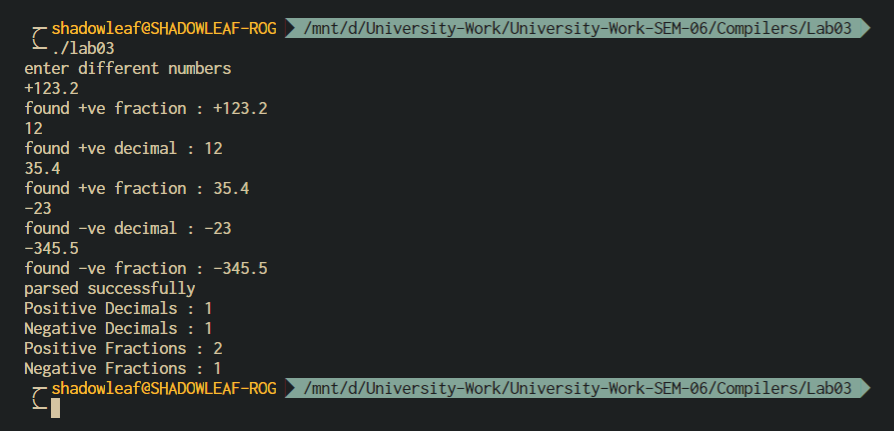 shadowleaf@SHADOWLEAF-ROG /mnt/d/University-Work/University-Work-SEM-06/Compilers/Lab03
./lab03
enter different numbers
+123.2
found +ve fraction : +123.2
12
found +ve decimal : 12
35.4
found +ve fraction : 35.4
-23
found -ve decimal : -23
-345.5
found -ve fraction : -345.5
parsed successfully
Positive Decimals : 1
Negative Decimals : 1
Positive Fractions : 2
Negative Fractions : 1
shadowleaf@SHADOWLEAF-ROG /mnt/d/University-Work/University-Work-SEM-06/Compilers/Lab03